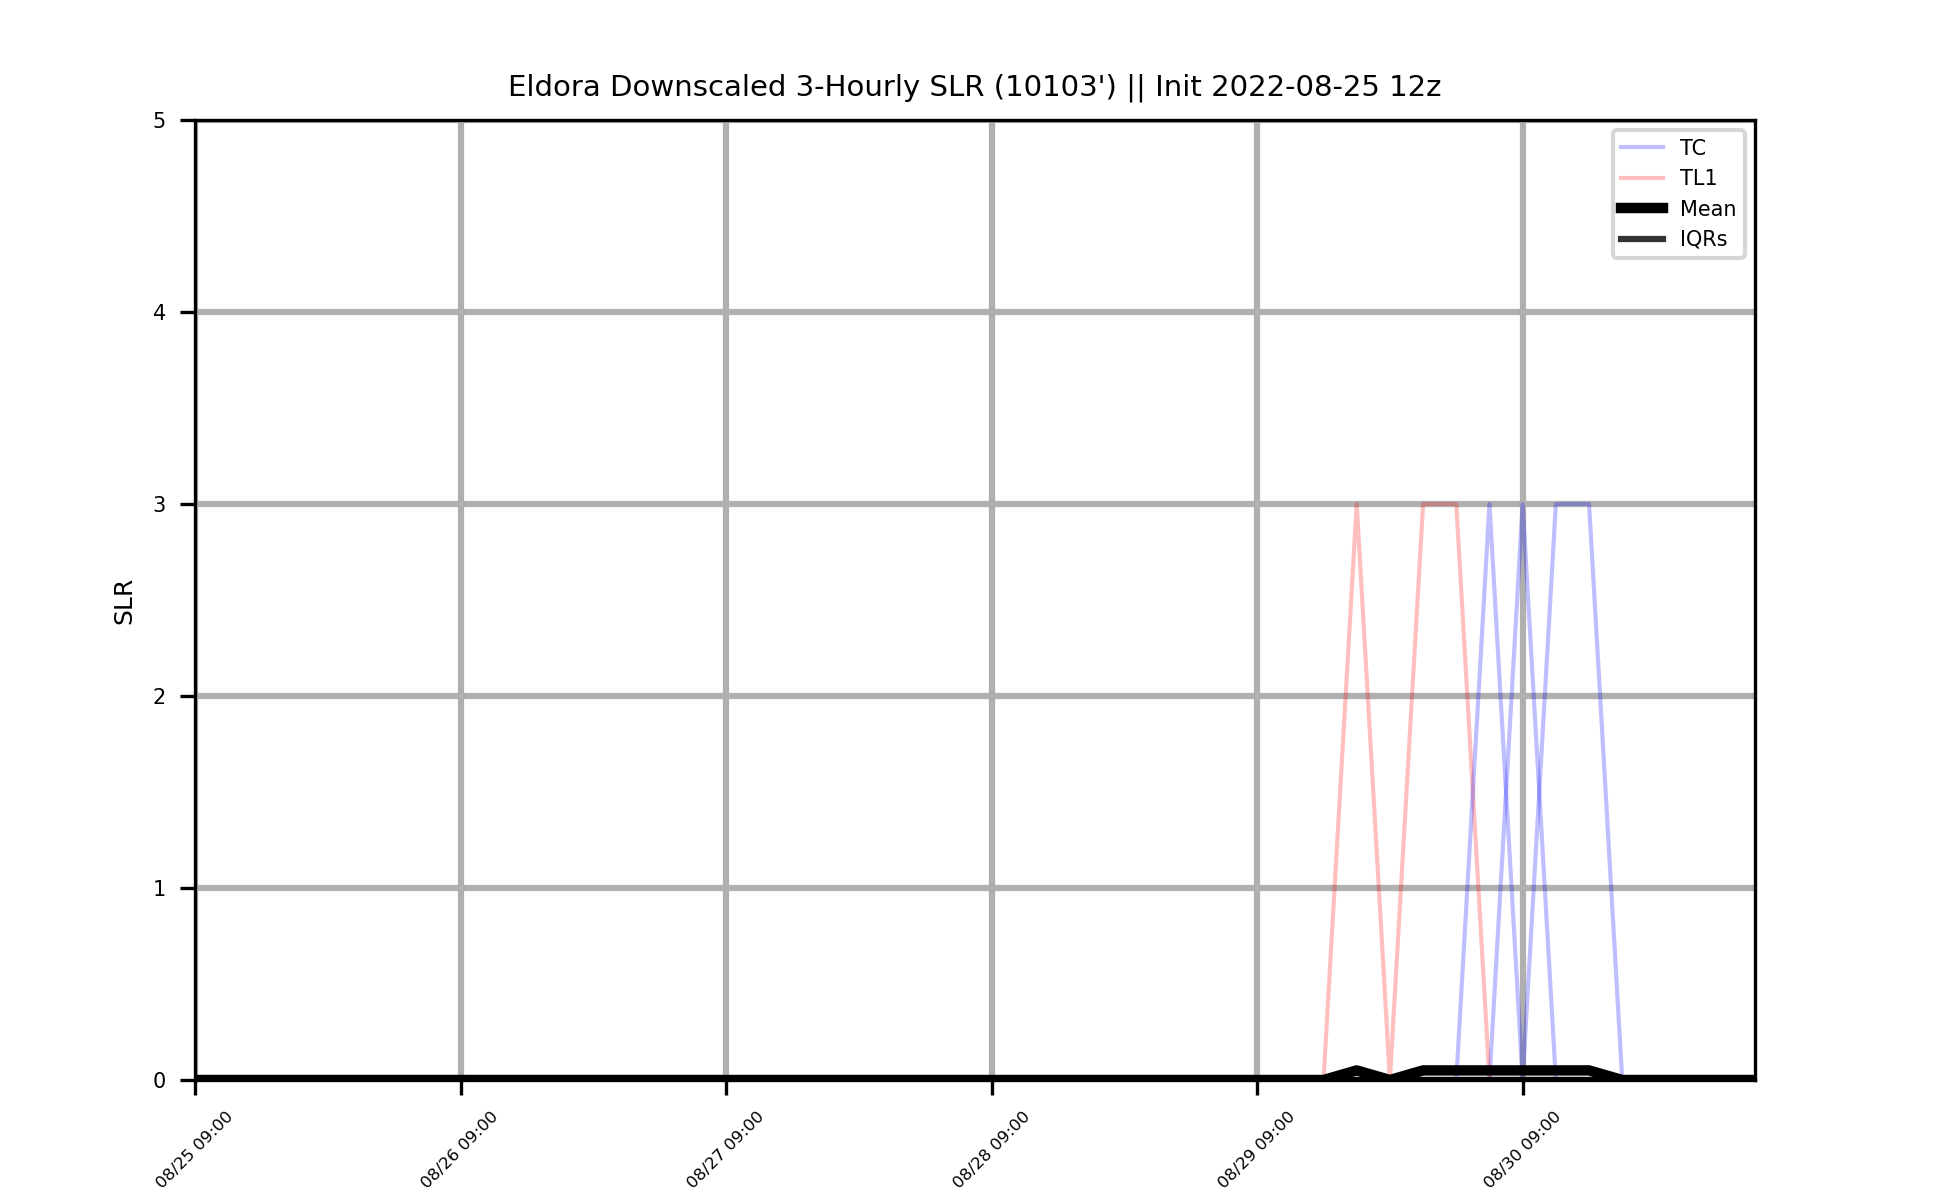 Eldora Downscaled 3-Hourly SLR (10103') || Init 2022-08-25 12z
TC
TL1
Mean
IQRs
SLR
5
4
3
2
1
0
08/25 09:00
08/26 09:00
08/27 09:00
08/28 09:00
08/29 09:00
08/30 09:00